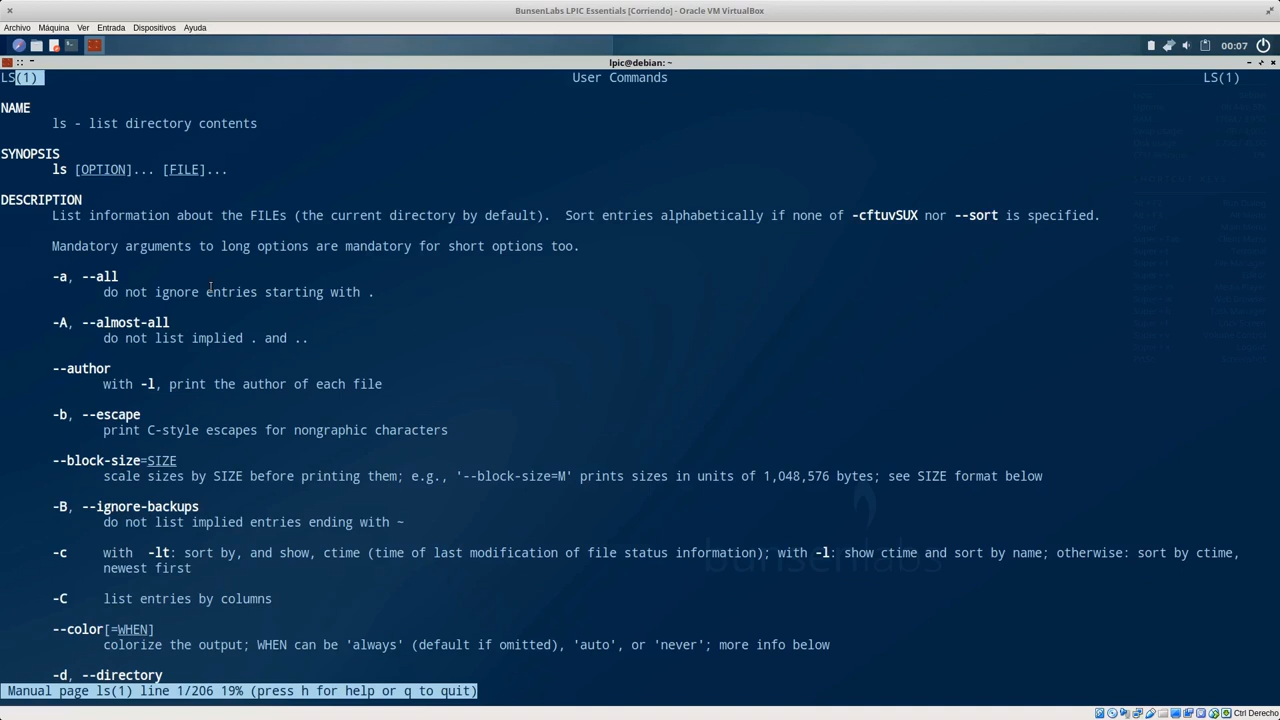 BunsenLabs LPIC Essentials [Corriendo] - Oracle VM VirtualBox
Archivo Máquina Ver Entrada Dispositivos Ayuda
00:07
lpic@debian: ~
LS(1) User Commands LS(1)
NAME
ls - list directory contents
SYNOPSIS
ls [OPTION]... [FILE]...
DESCRIPTION
List information about the FILEs (the current directory by default). Sort entries alphabetically if none of -cftuvSUX nor --sort is specified.
Mandatory arguments to long options are mandatory for short options too.
-a, --all
do not ignore entries starting with .
-A, --almost-all
do not list implied . and ..
--author
with -l, print the author of each file
-b, --escape
print C-style escapes for nongraphic characters
--block-size=SIZE
scale sizes by SIZE before printing them; e.g., '--block-size=M' prints sizes in units of 1,048,576 bytes; see SIZE format below
-B, --ignore-backups
do not list implied entries ending with ~
-c with -lt: sort by, and show, ctime (time of last modification of file status information); with -l: show ctime and sort by name; otherwise: sort by ctime,
newest first
bunsenlabs
-C list entries by columns
--color[=WHEN]
colorize the output; WHEN can be 'always' (default if omitted), 'auto', or 'never'; more info below
-d, --directory
Manual page ls(1) line 1/206 19% (press h for help or q to quit)
Ctrl Derecho